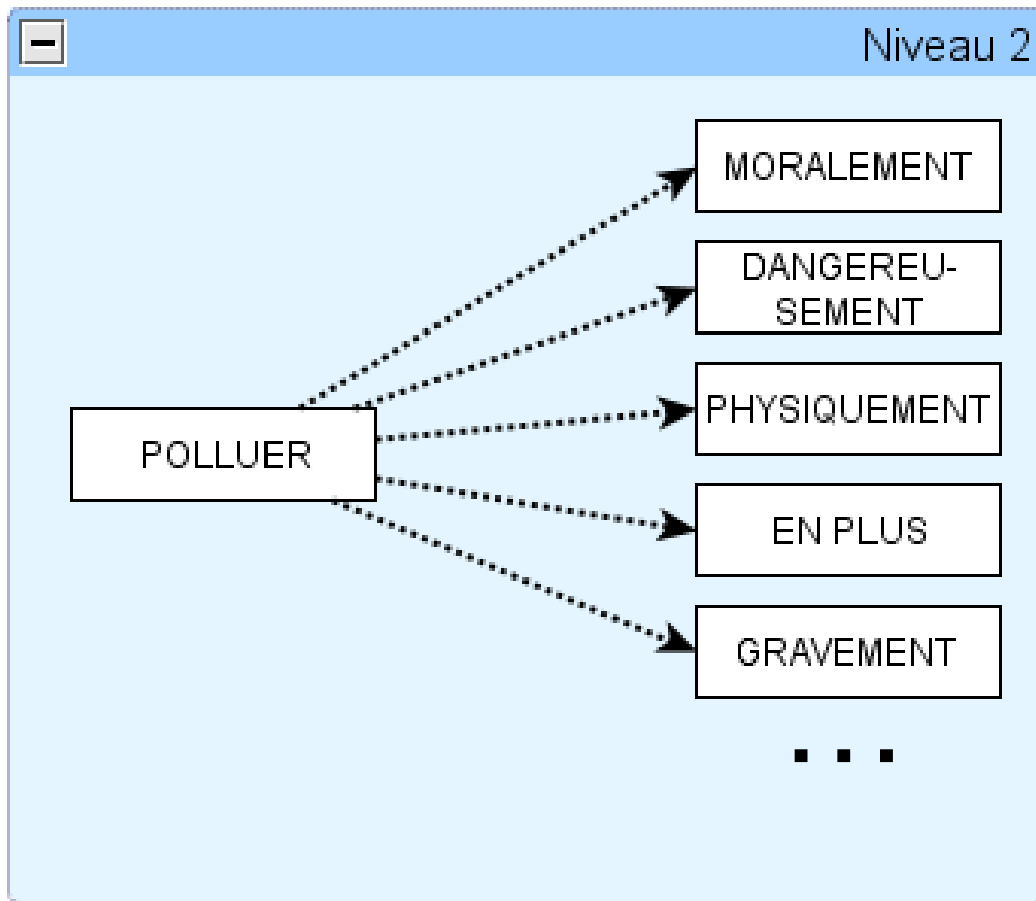 Niveau 2
MORALEMENT
DANGEREU-
SEMENT
PHYSIQUEMENT
POLLUER
EN PLUS
GRAVEMENT
...